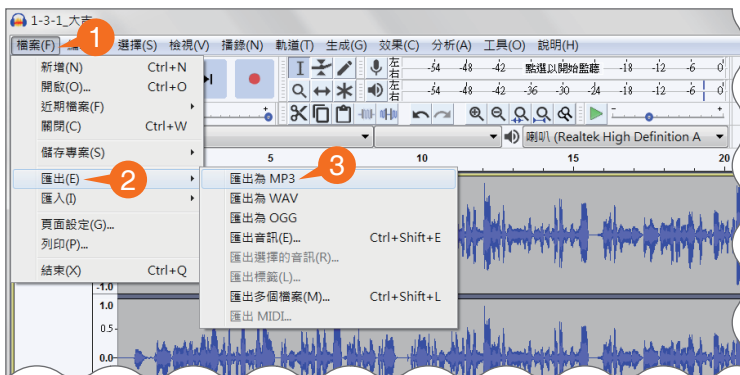 1-3-1_大吉
檔案(F) 選擇(S) 檢視(V) 播錄(N) 軌道(T) 生成(G) 效果(C) 分析(A) 工具(O) 說明(H)
1
新增(N) Ctrl+N
開啟(O)... Ctrl+O
近期檔案(F)
關閉(C) Ctrl+W
儲存專案(S)
匯出(E)
2
匯入(I)
頁面設定(G)...
列印(P)...
結束(X) Ctrl+Q
左
右
-54 -48 -42 點選以開始監聽 -18 -12 -6 0
左
右
-54 -48 -42 -36 -30 -24 -18 -12 -6 0
喇叭 (Realtek High Definition A
5 10 15 20
3
匯出為 MP3
匯出為 WAV
匯出為 OGG
匯出音訊(E)... Ctrl+Shift+E
匯出選擇的音訊(R)...
匯出標籤(L)...
匯出多個檔案(M)... Ctrl+Shift+L
匯出 MIDI...
-1.0
1.0
0.5
0.0